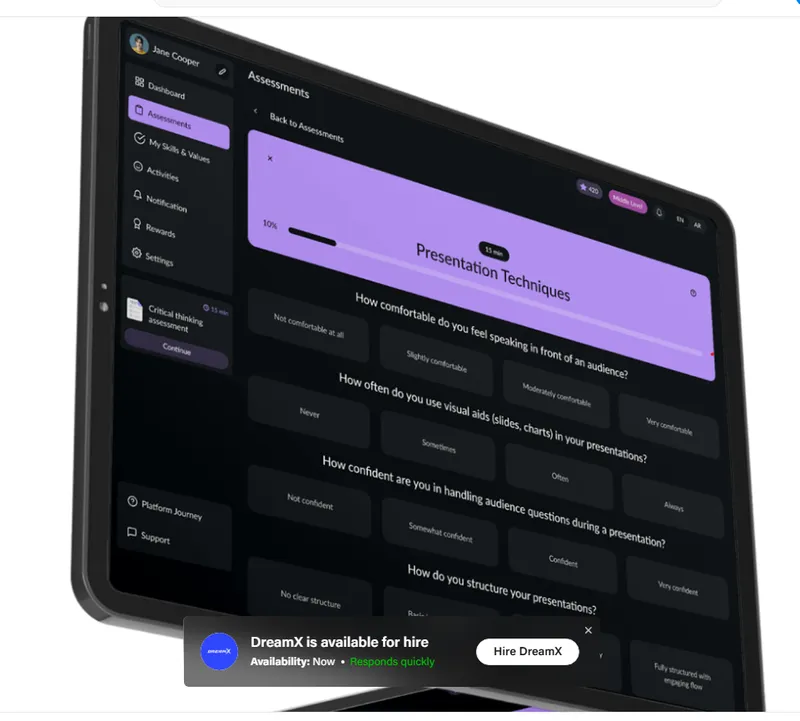 Jane Cooper
Dashboard
Assessments
My Skills & Values
Activities
Notification
Rewards
Settings
Critical thinking
assessment
15 min
Continue
Platform Journey
Support
Assessments
Back to Assessments
420
Middle Level
EN
AR
10%
15 min
Presentation Techniques
How comfortable do you feel speaking in front of an audience?
Not comfortable at all
Slightly comfortable
Moderately comfortable
Very comfortable
How often do you use visual aids (slides, charts) in your presentations?
Never
Sometimes
Often
Always
How confident are you in handling audience questions during a presentation?
Not confident
Somewhat confident
Confident
Very confident
How do you structure your presentations?
No clear structure
Fully structured with
engaging flow
DreamX
DreamX is available for hire
Availability: Now • Responds quickly
Hire DreamX